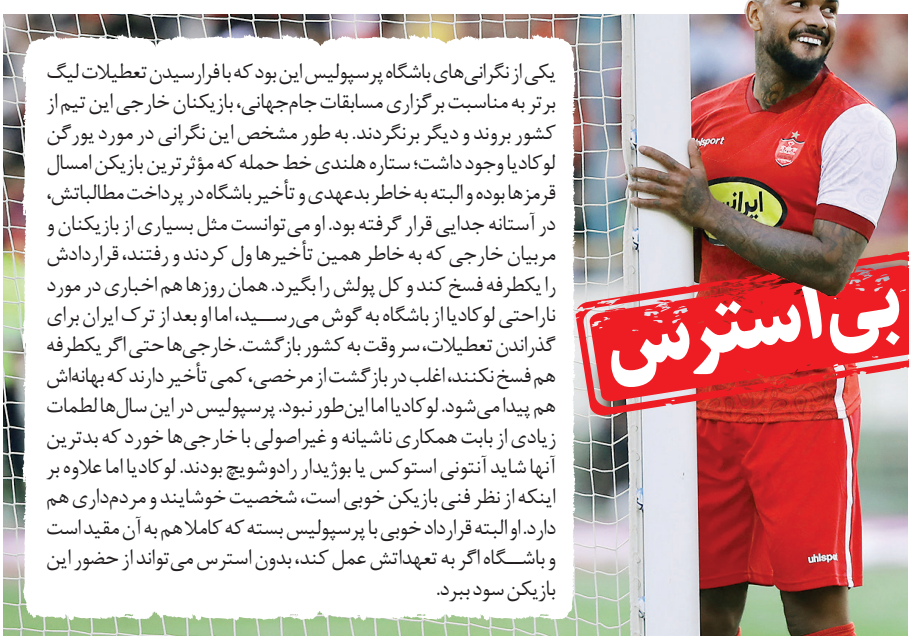 یکی از نگرانی‌های باشگاه پرسپولیس این بود که با فرارسیدن تعطیلات لیگ
برتر به مناسبت برگزاری مسابقات جام‌جهانی، بازیکنان خارجی این تیم از
کشور بروند و دیگر برنگردند. به طور مشخص این نگرانی در مورد یورگن
لوکادیا وجود داشت؛ ستاره هلندی خط حمله که مؤثرترین بازیکن امسال
قرمزها بوده و البته به خاطر بدعهدی و تأخیر باشگاه در پرداخت مطالباتش،
در آستانه جدایی قرار گرفته بود. او می‌توانست مثل بسیاری از بازیکنان و
مربیان خارجی که به خاطر همین تأخیرها ول کردند و رفتند، قراردادش
را یکطرفه فسخ کند و کل پولش را بگیرد. همان روزها هم اخباری در مورد
ناراحتی لوکادیا از باشگاه به گوش می‌رسید، اما او بعد از ترک ایران برای
گذراندن تعطیلات، سر وقت به کشور بازگشت. خارجی‌ها حتی اگر یکطرفه
هم فسخ نکنند، اغلب در بازگشت از مرخصی، کمی تأخیر دارند که بهانه‌اش
هم پیدا می‌شود. لوکادیا اما این‌طور نبود. پرسپولیس در این سال‌ها لطمات
زیادی از بابت همکاری ناشیانه و غیراصولی با خارجی‌ها خورد که بدترین
آنها شاید آنتونی استوکس یا بوژیدار رادوشویچ بودند. لوکادیا اما علاوه بر
اینکه از نظر فنی بازیکن خوبی است، شخصیت خوشایند و مردم‌داری هم
دارد. او البته قرارداد خوبی با پرسپولیس بسته که کاملا هم به آن مقید است
و باشگاه اگر به تعهداتش عمل کند، بدون استرس می‌تواند از حضور این
بازیکن سود ببرد.
بی‌استرس
uhlsport
ایرانی
uhlsport